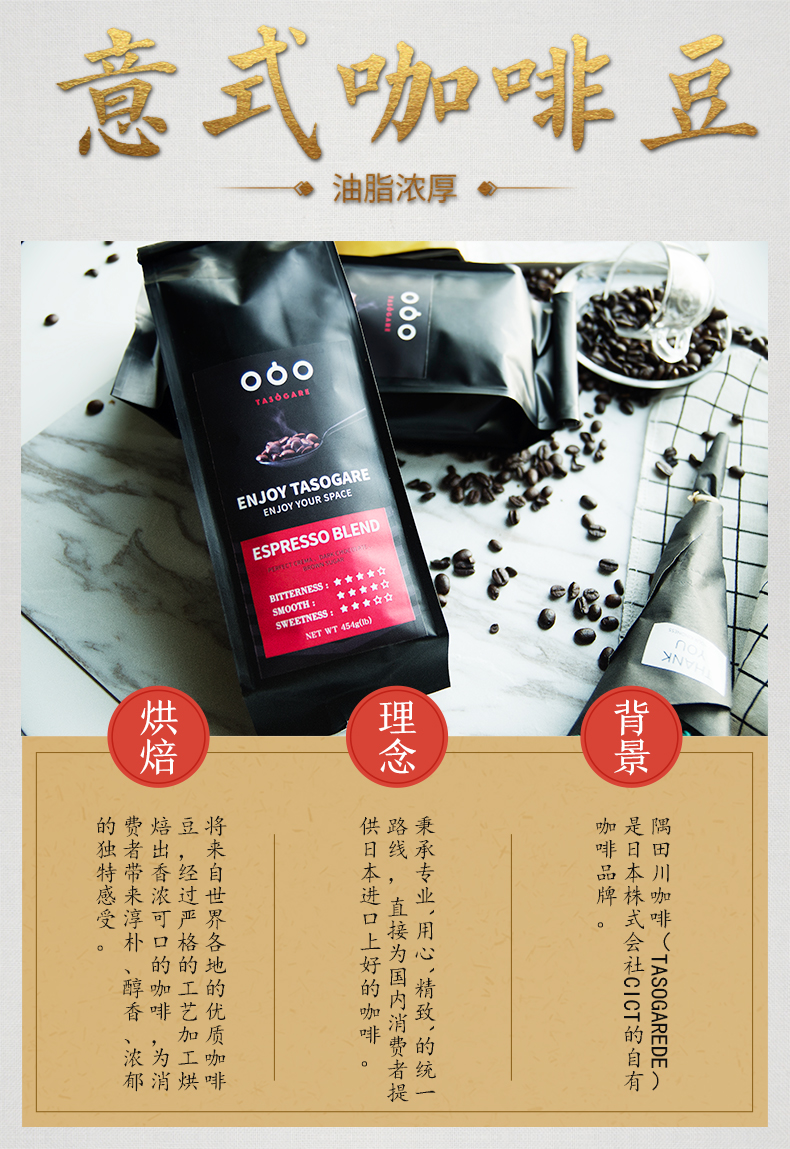 意式咖啡豆
油脂浓厚
TASOGARE
TASOGARE
ENJOY TASOGARE
ENJOY YOUR SPACE
ESPRESSO BLEND
BITTERNESS :
SMOOTH :
SWEETNESS :
NET WT 454g(lb)
THANK
YOU
背景
隅田川咖啡(TASOGAREDE)
是日本株式会社CICT的自有
咖啡品牌。
理念
秉承专业、用心、精致、的统一
路线，直接为国内消费者提
供日本进口上好的咖啡。
烘焙
将来自世界各地的优质咖啡
豆，经过严格的工艺加工烘
焙出香浓可口的咖啡，为消
费者带来淳朴、醇香、浓郁
的独特感受。